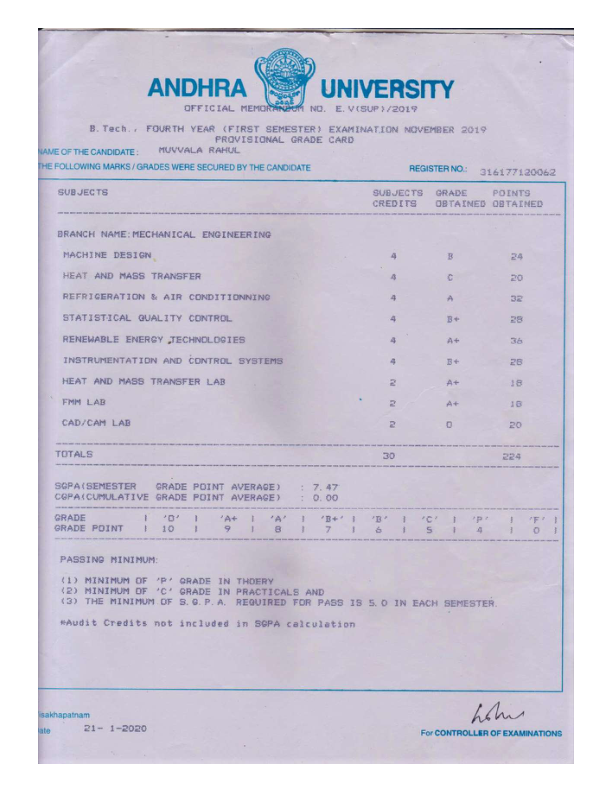 ANDHRA UNIVERSITY
OFFICIAL MEMORANDUM NO. E.V(SUP)/2019
B.Tech., FOURTH YEAR (FIRST SEMESTER) EXAMINATION NOVEMBER 2019
PROVISIONAL GRADE CARD
NAME OF THE CANDIDATE: MUVVALA RAHUL
THE FOLLOWING MARKS / GRADES WERE SECURED BY THE CANDIDATE REGISTER NO.: 316177120062
SUBJECTS SUBJECTS GRADE POINTS
CREDITS OBTAINED OBTAINED
BRANCH NAME:MECHANICAL ENGINEERING
MACHINE DESIGN 4 B 24
HEAT AND MASS TRANSFER 4 C 20
REFRIGERATION & AIR CONDITIONNING 4 A 32
STATISTICAL QUALITY CONTROL 4 B+ 28
RENEWABLE ENERGY TECHNOLOGIES 4 A+ 36
INSTRUMENTATION AND CONTROL SYSTEMS 4 B+ 28
HEAT AND MASS TRANSFER LAB 2 A+ 18
FMM LAB 2 A+ 18
CAD/CAM LAB 2 O 20
TOTALS 30 224
SGPA(SEMESTER GRADE POINT AVERAGE) : 7.47
CGPA(CUMULATIVE GRADE POINT AVERAGE) : 0.00
GRADE | 'O' | 'A+ | 'A' | 'B+' | 'B' | 'C' | 'P' | 'F' |
GRADE POINT | 10 | 9 | 8 | 7 | 6 | 5 | 4 | 0 |
PASSING MINIMUM:
(1) MINIMUM OF 'P' GRADE IN THOERY
(2) MINIMUM OF 'C' GRADE IN PRACTICALS AND
(3) THE MINIMUM OF S.G.P.A. REQUIRED FOR PASS IS 5.0 IN EACH SEMESTER.
*Audit Credits not included in SGPA calculation
isakhapatnam
ate 21- 1-2020
For CONTROLLER OF EXAMINATIONS